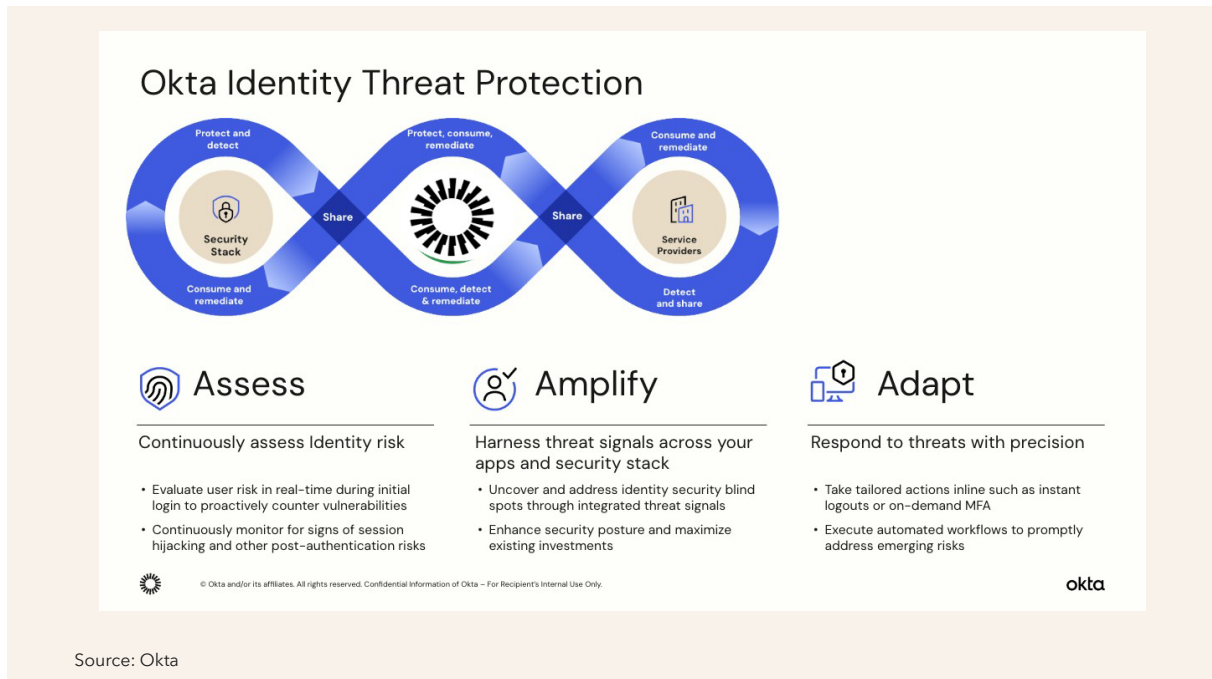 Okta Identity Threat Protection
Protect and
detect
Protect, consume,
remediate
Consume and
remediate
Security
Stack
Share
Share
Service
Providers
Consume and
remediate
Consume, detect
& remediate
Detect
and share
Assess
Continuously assess Identity risk
• Evaluate user risk in real-time during initial
login to proactively counter vulnerabilities
• Continuously monitor for signs of session
hijacking and other post-authentication risks
Amplify
Harness threat signals across your
apps and security stack
• Uncover and address identity security blind
spots through integrated threat signals
• Enhance security posture and maximize
existing investments
Adapt
Respond to threats with precision
• Take tailored actions inline such as instant
logouts or on-demand MFA
• Execute automated workflows to promptly
address emerging risks
© Okta and/or its affiliates. All rights reserved. Confidential Information of Okta – For Recipient's Internal Use Only.
okta
Source: Okta